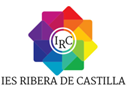 IRC
IES RIBERA DE CASTILLA